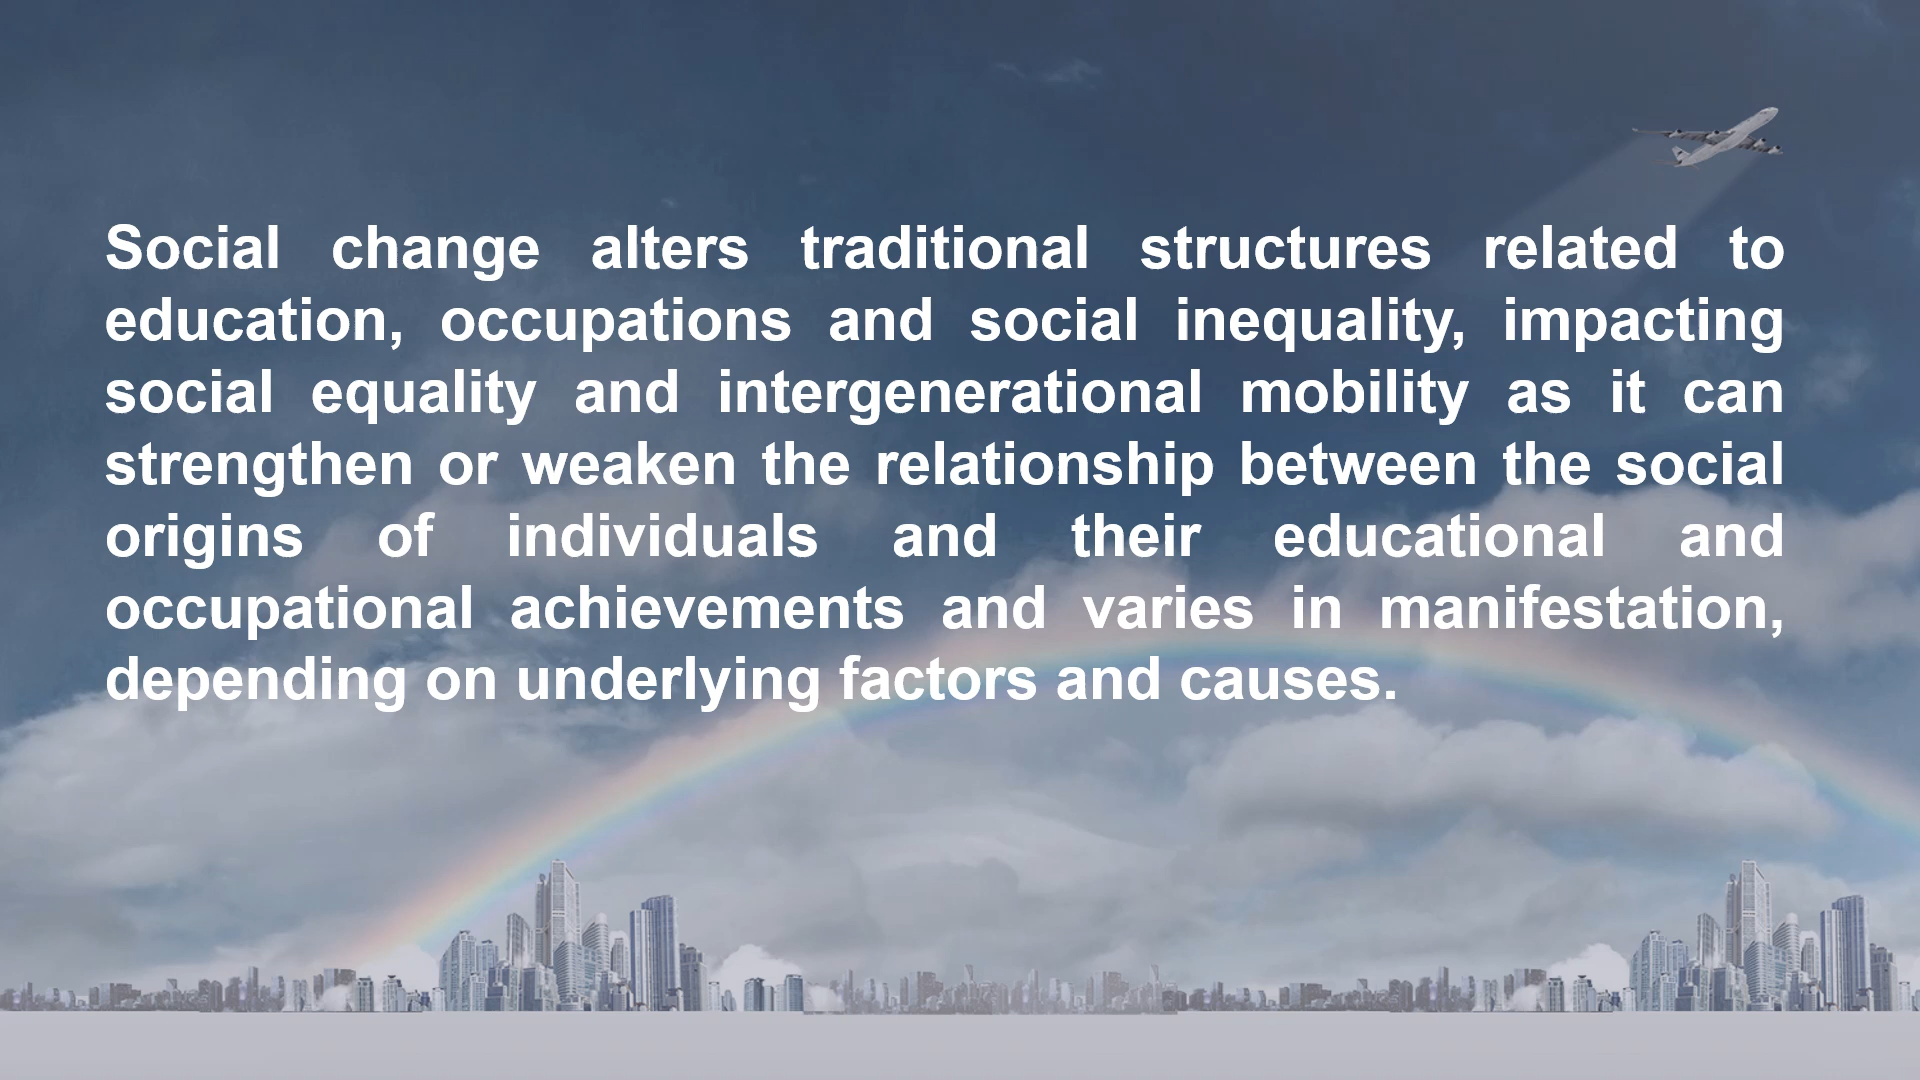 Social change alters traditional structures related to
education, occupations and social inequality, impacting
social equality and intergenerational mobility as it can
strengthen or weaken the relationship between the social
origins of individuals and their educational and
occupational achievements and varies in manifestation,
depending on underlying factors and causes.